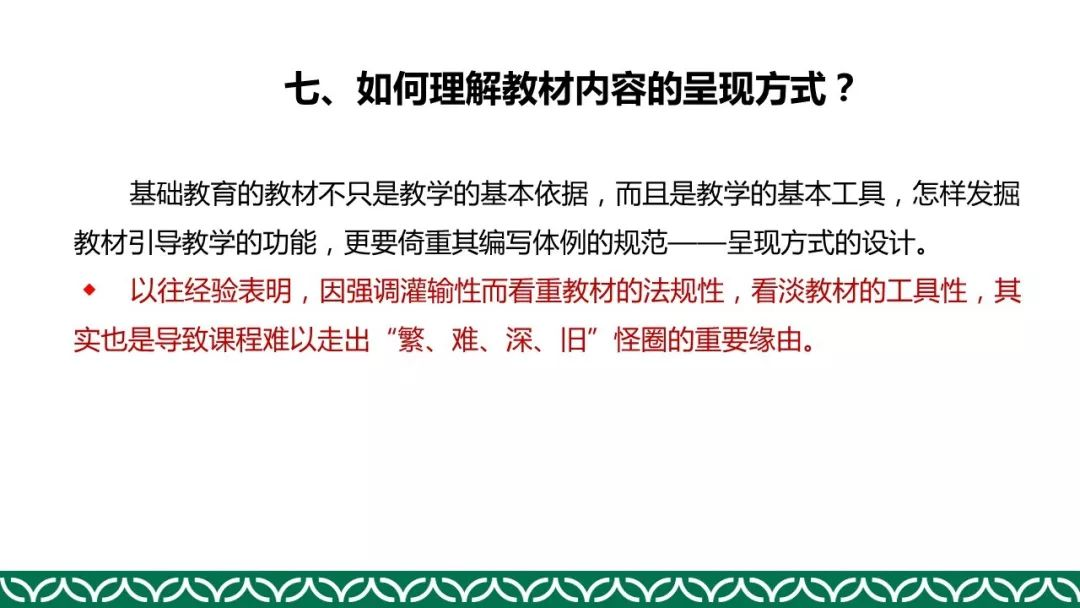 七、如何理解教材内容的呈现方式？
基础教育的教材不只是教学的基本依据，而且是教学的基本工具，怎样发掘
教材引导教学的功能，更要倚重其编写体例的规范——呈现方式的设计。
以往经验表明，因强调灌输性而看重教材的法规性，看淡教材的工具性，其
实也是导致课程难以走出“繁、难、深、旧”怪圈的重要缘由。